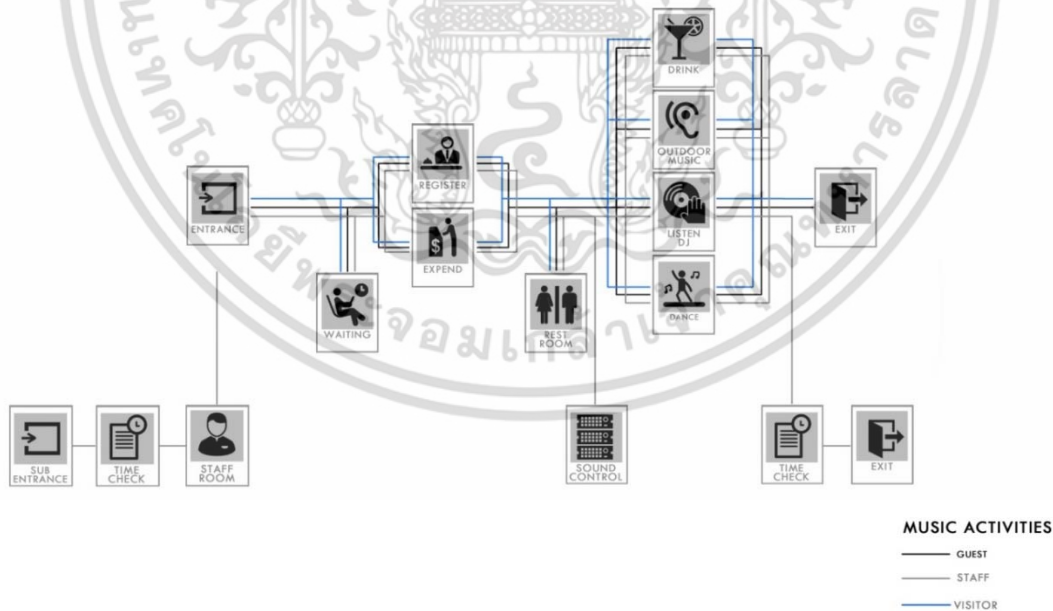 DRINK
OUTDOOR
MUSIC
REGISTER
LISTEN
DJ
ENTRANCE
EXIT
EXPEND
DANCE
WAITING
REST
ROOM
SUB
ENTRANCE
TIME
CHECK
STAFF
ROOM
SOUND
CONTROL
TIME
CHECK
EXIT
MUSIC ACTIVITIES
GUEST
STAFF
VISITOR